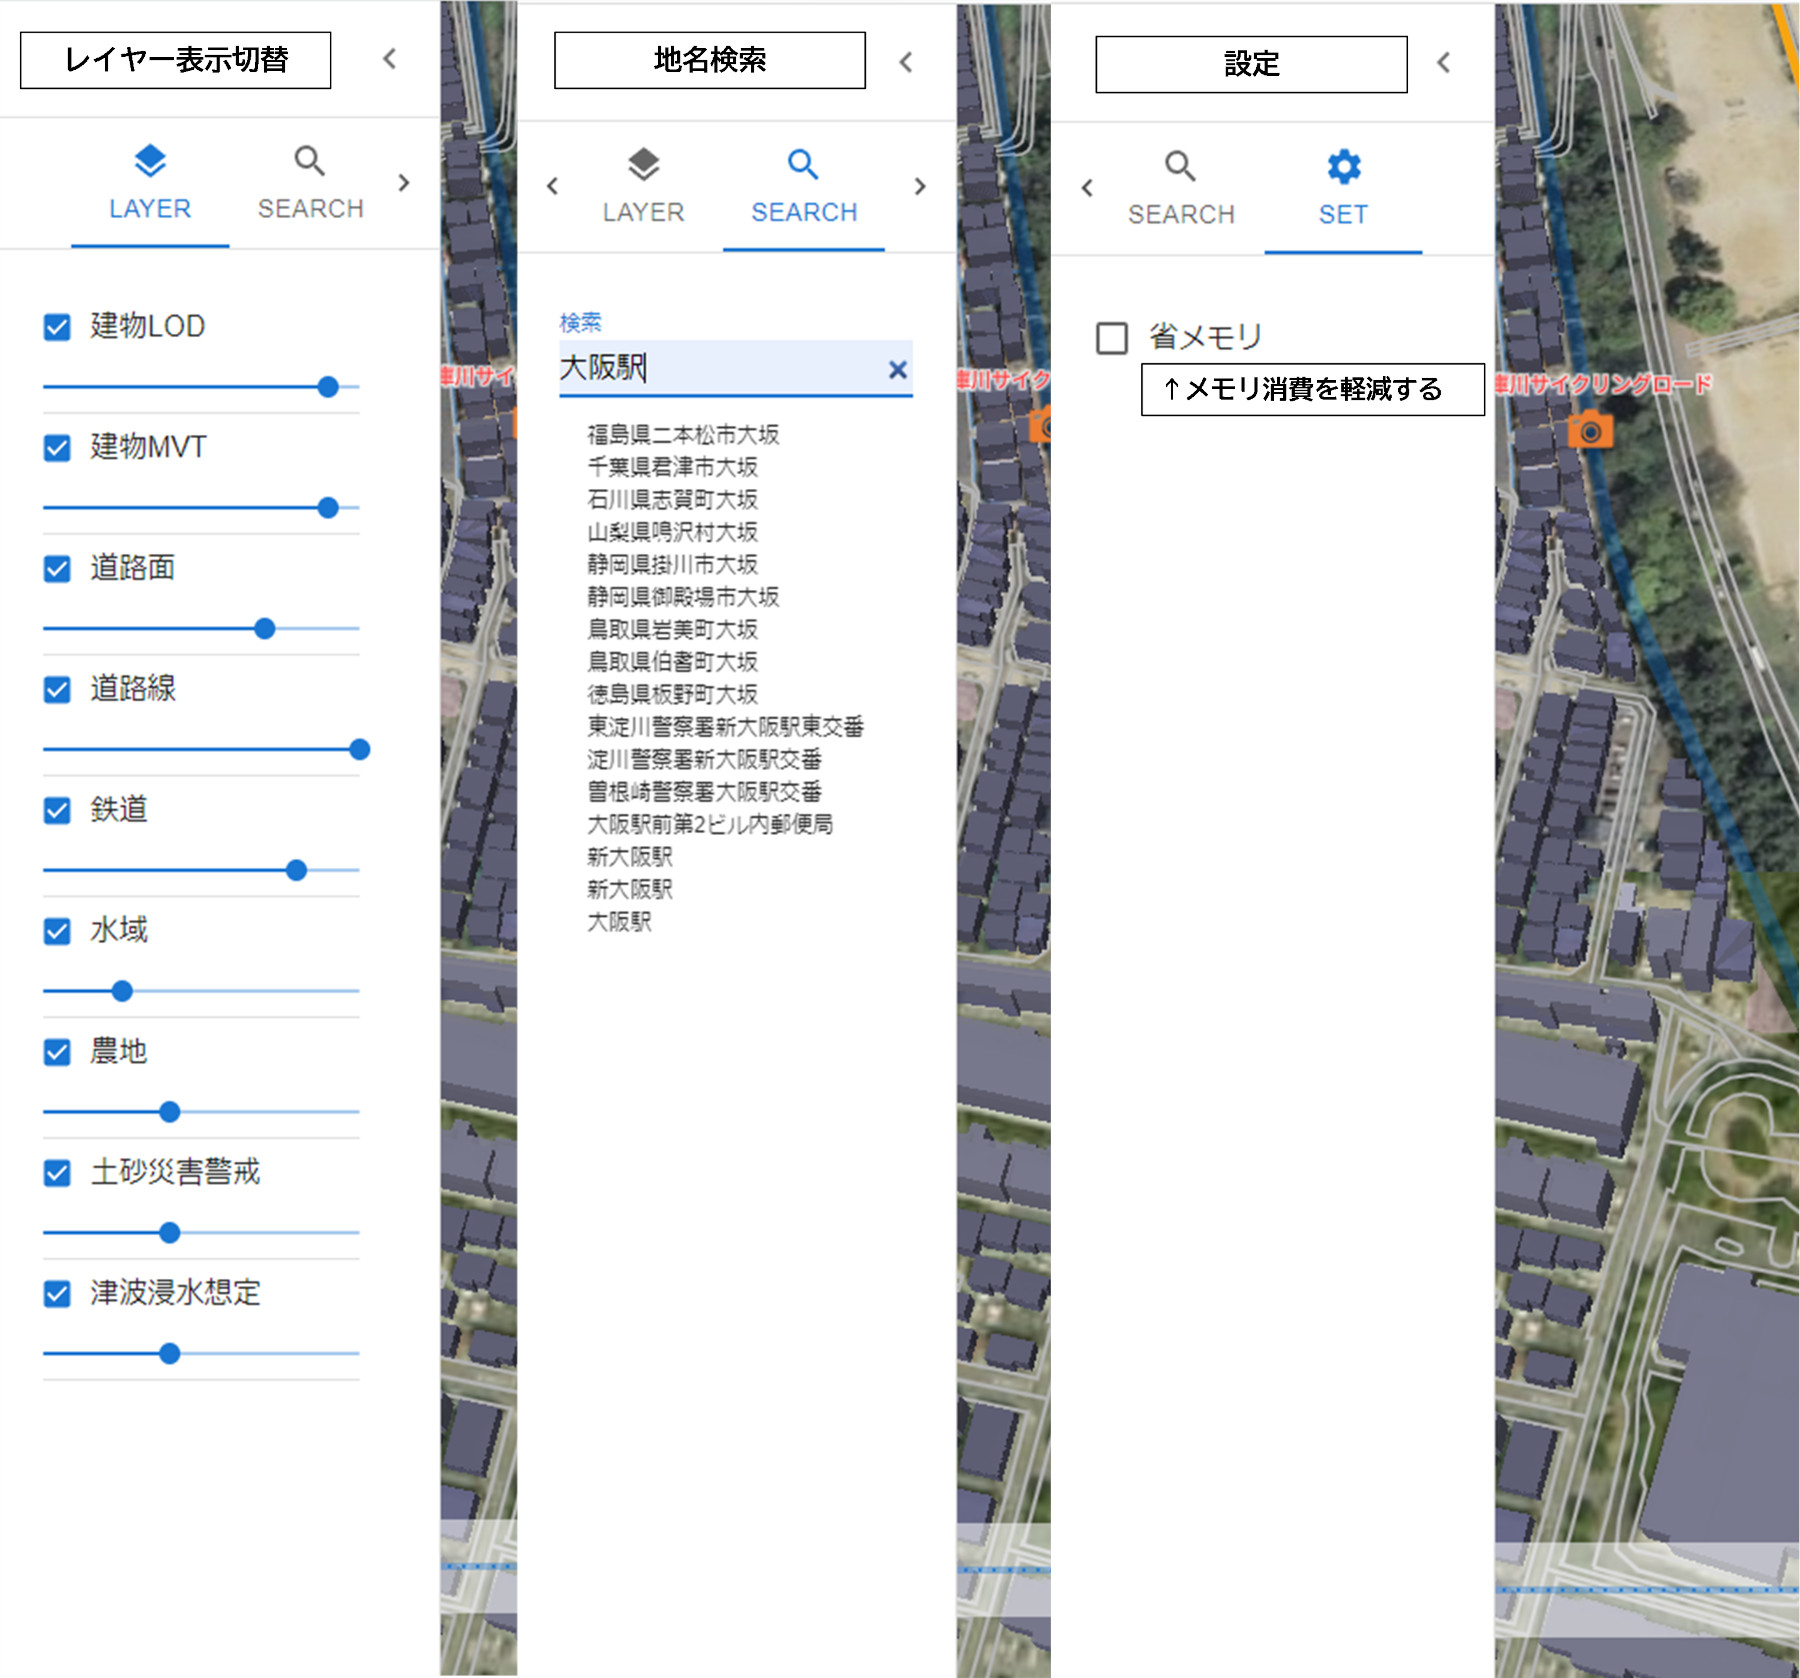 レイヤー表示切替
LAYER
SEARCH
建物LOD
建物MVT
道路面
道路線
鉄道
水域
農地
土砂災害警戒
津波浸水想定
庫川サイ
地名検索
LAYER
SEARCH
検索
大阪駅
福島県二本松市大坂
千葉県君津市大坂
石川県志賀町大坂
山梨県鳴沢村大坂
静岡県掛川市大坂
静岡県御殿場市大坂
鳥取県岩美町大坂
鳥取県伯耆町大坂
徳島県板野町大坂
東淀川警察署新大阪駅東交番
淀川警察署新大阪駅交番
曽根崎警察署大阪駅交番
大阪駅前第2ビル内郵便局
新大阪駅
新大阪駅
大阪駅
庫川サイク
設定
SEARCH
SET
省メモリ
↑メモリ消費を軽減する
庫川サイクリングロード